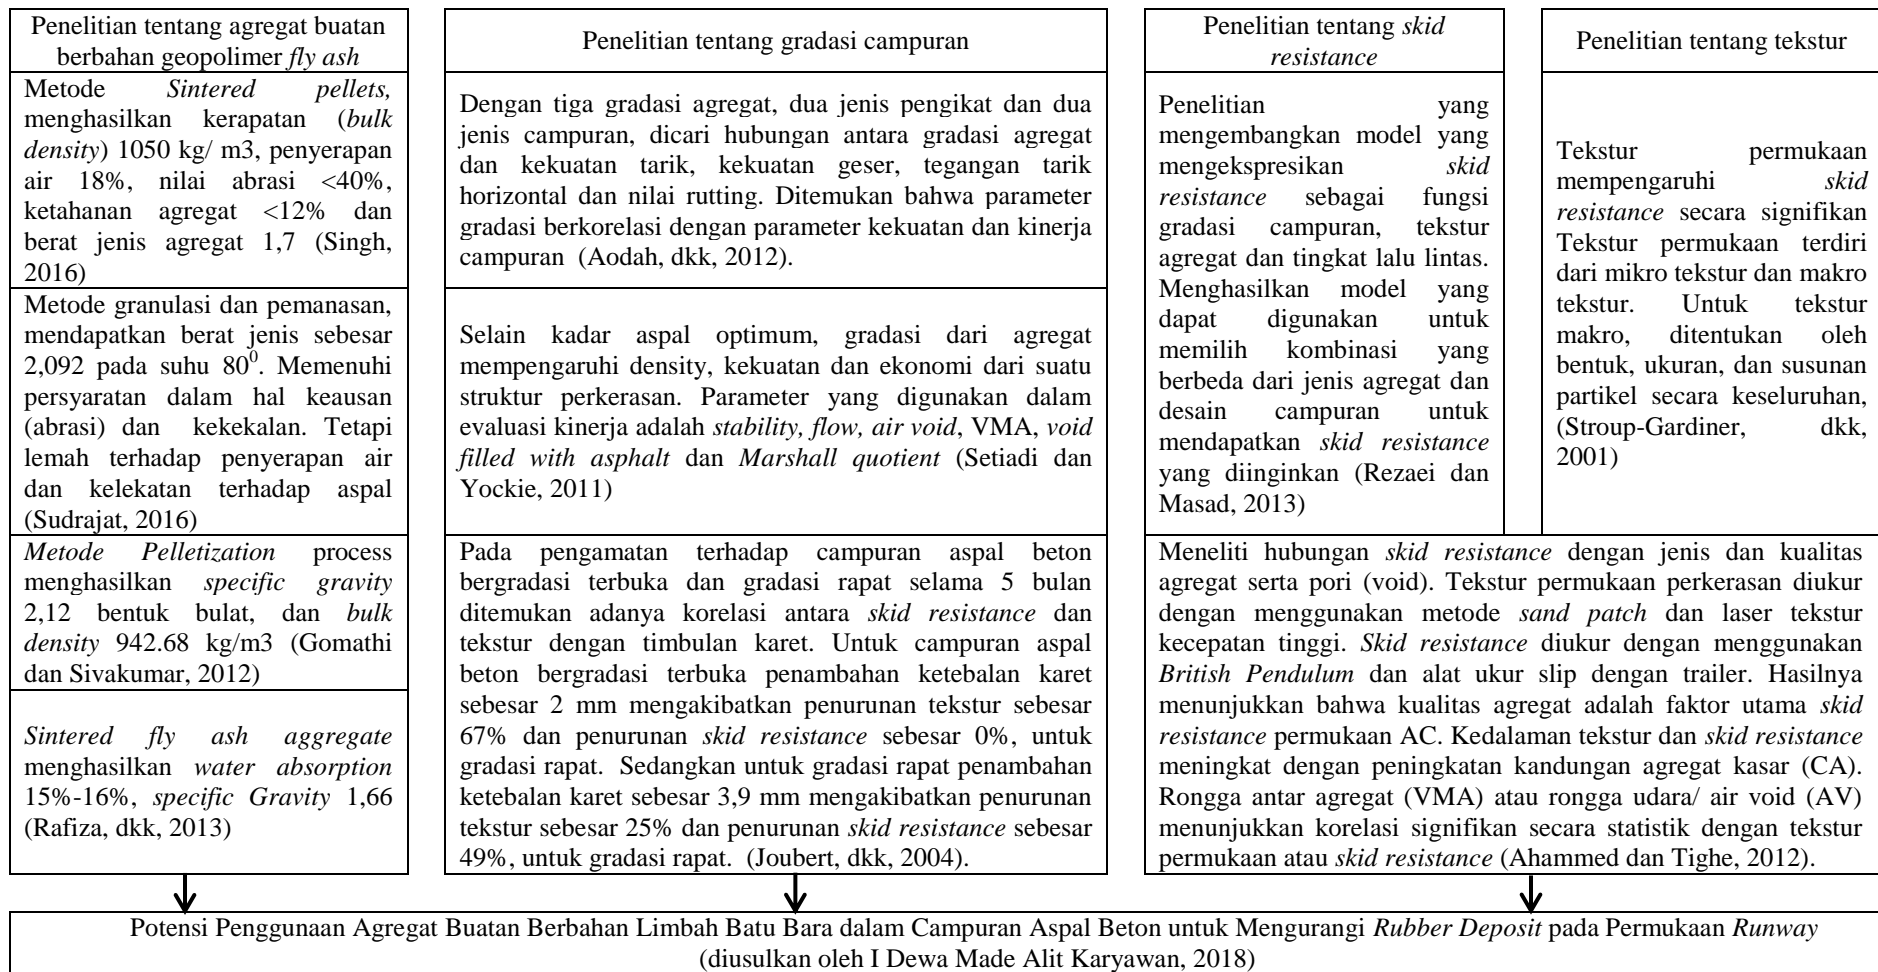 Penelitian tentang agregat buatan
berbahan geopolimer fly ash
Metode Sintered pellets,
menghasilkan kerapatan (bulk
density) 1050 kg/ m3, penyerapan
air 18%, nilai abrasi <40%,
ketahanan agregat <12% dan
berat jenis agregat 1,7 (Singh,
2016)
Metode granulasi dan pemanasan,
mendapatkan berat jenis sebesar
2,092 pada suhu 80⁰. Memenuhi
persyaratan dalam hal keausan
(abrasi) dan kekekalan. Tetapi
lemah terhadap penyerapan air
dan kelekatan terhadap aspal
(Sudrajat, 2016)
Metode Pelletization process
menghasilkan specific gravity
2,12 bentuk bulat, dan bulk
density 942.68 kg/m3 (Gomathi
dan Sivakumar, 2012)
Sintered fly ash aggregate
menghasilkan water absorption
15%-16%, specific Gravity 1,66
(Rafiza, dkk, 2013)
Penelitian tentang gradasi campuran
Dengan tiga gradasi agregat, dua jenis pengikat dan dua
jenis campuran, dicari hubungan antara gradasi agregat
dan kekuatan tarik, kekuatan geser, tegangan tarik
horizontal dan nilai rutting. Ditemukan bahwa parameter
gradasi berkorelasi dengan parameter kekuatan dan kinerja
campuran (Aodah, dkk, 2012).
Selain kadar aspal optimum, gradasi dari agregat
mempengaruhi density, kekuatan dan ekonomi dari suatu
struktur perkerasan. Parameter yang digunakan dalam
evaluasi kinerja adalah stability, flow, air void, VMA, void
filled with asphalt dan Marshall quotient (Setiadi dan
Yockie, 2011)
Pada pengamatan terhadap campuran aspal beton
bergradasi terbuka dan gradasi rapat selama 5 bulan
ditemukan adanya korelasi antara skid resistance dan
tekstur dengan timbulan karet. Untuk campuran aspal
beton bergradasi terbuka penambahan ketebalan karet
sebesar 2 mm mengakibatkan penurunan tekstur sebesar
67% dan penurunan skid resistance sebesar 0%, untuk
gradasi rapat. Sedangkan untuk gradasi rapat penambahan
ketebalan karet sebesar 3,9 mm mengakibatkan penurunan
tekstur sebesar 25% dan penurunan skid resistance sebesar
49%, untuk gradasi rapat. (Joubert, dkk, 2004).
Penelitian tentang skid
resistance
Penelitian yang
mengembangkan model yang
mengekspresikan skid
resistance sebagai fungsi
gradasi campuran, tekstur
agregat dan tingkat lalu lintas.
Menghasilkan model yang
dapat digunakan untuk
memilih kombinasi yang
berbeda dari jenis agregat dan
desain campuran untuk
mendapatkan skid resistance
yang diinginkan (Rezaei dan
Masad, 2013)
Penelitian tentang tekstur
Tekstur permukaan
mempengaruhi skid
resistance secara signifikan
Tekstur permukaan terdiri
dari mikro tekstur dan makro
tekstur. Untuk tekstur
makro, ditentukan oleh
bentuk, ukuran, dan susunan
partikel secara keseluruhan,
(Stroup-Gardiner, dkk,
2001)
Meneliti hubungan skid resistance dengan jenis dan kualitas
agregat serta pori (void). Tekstur permukaan perkerasan diukur
dengan menggunakan metode sand patch dan laser tekstur
kecepatan tinggi. Skid resistance diukur dengan menggunakan
British Pendulum dan alat ukur slip dengan trailer. Hasilnya
menunjukkan bahwa kualitas agregat adalah faktor utama skid
resistance permukaan AC. Kedalaman tekstur dan skid resistance
meningkat dengan peningkatan kandungan agregat kasar (CA).
Rongga antar agregat (VMA) atau rongga udara/ air void (AV)
menunjukkan korelasi signifikan secara statistik dengan tekstur
permukaan atau skid resistance (Ahammed dan Tighe, 2012).
Potensi Penggunaan Agregat Buatan Berbahan Limbah Batu Bara dalam Campuran Aspal Beton untuk Mengurangi Rubber Deposit pada Permukaan Runway
(diusulkan oleh I Dewa Made Alit Karyawan, 2018)